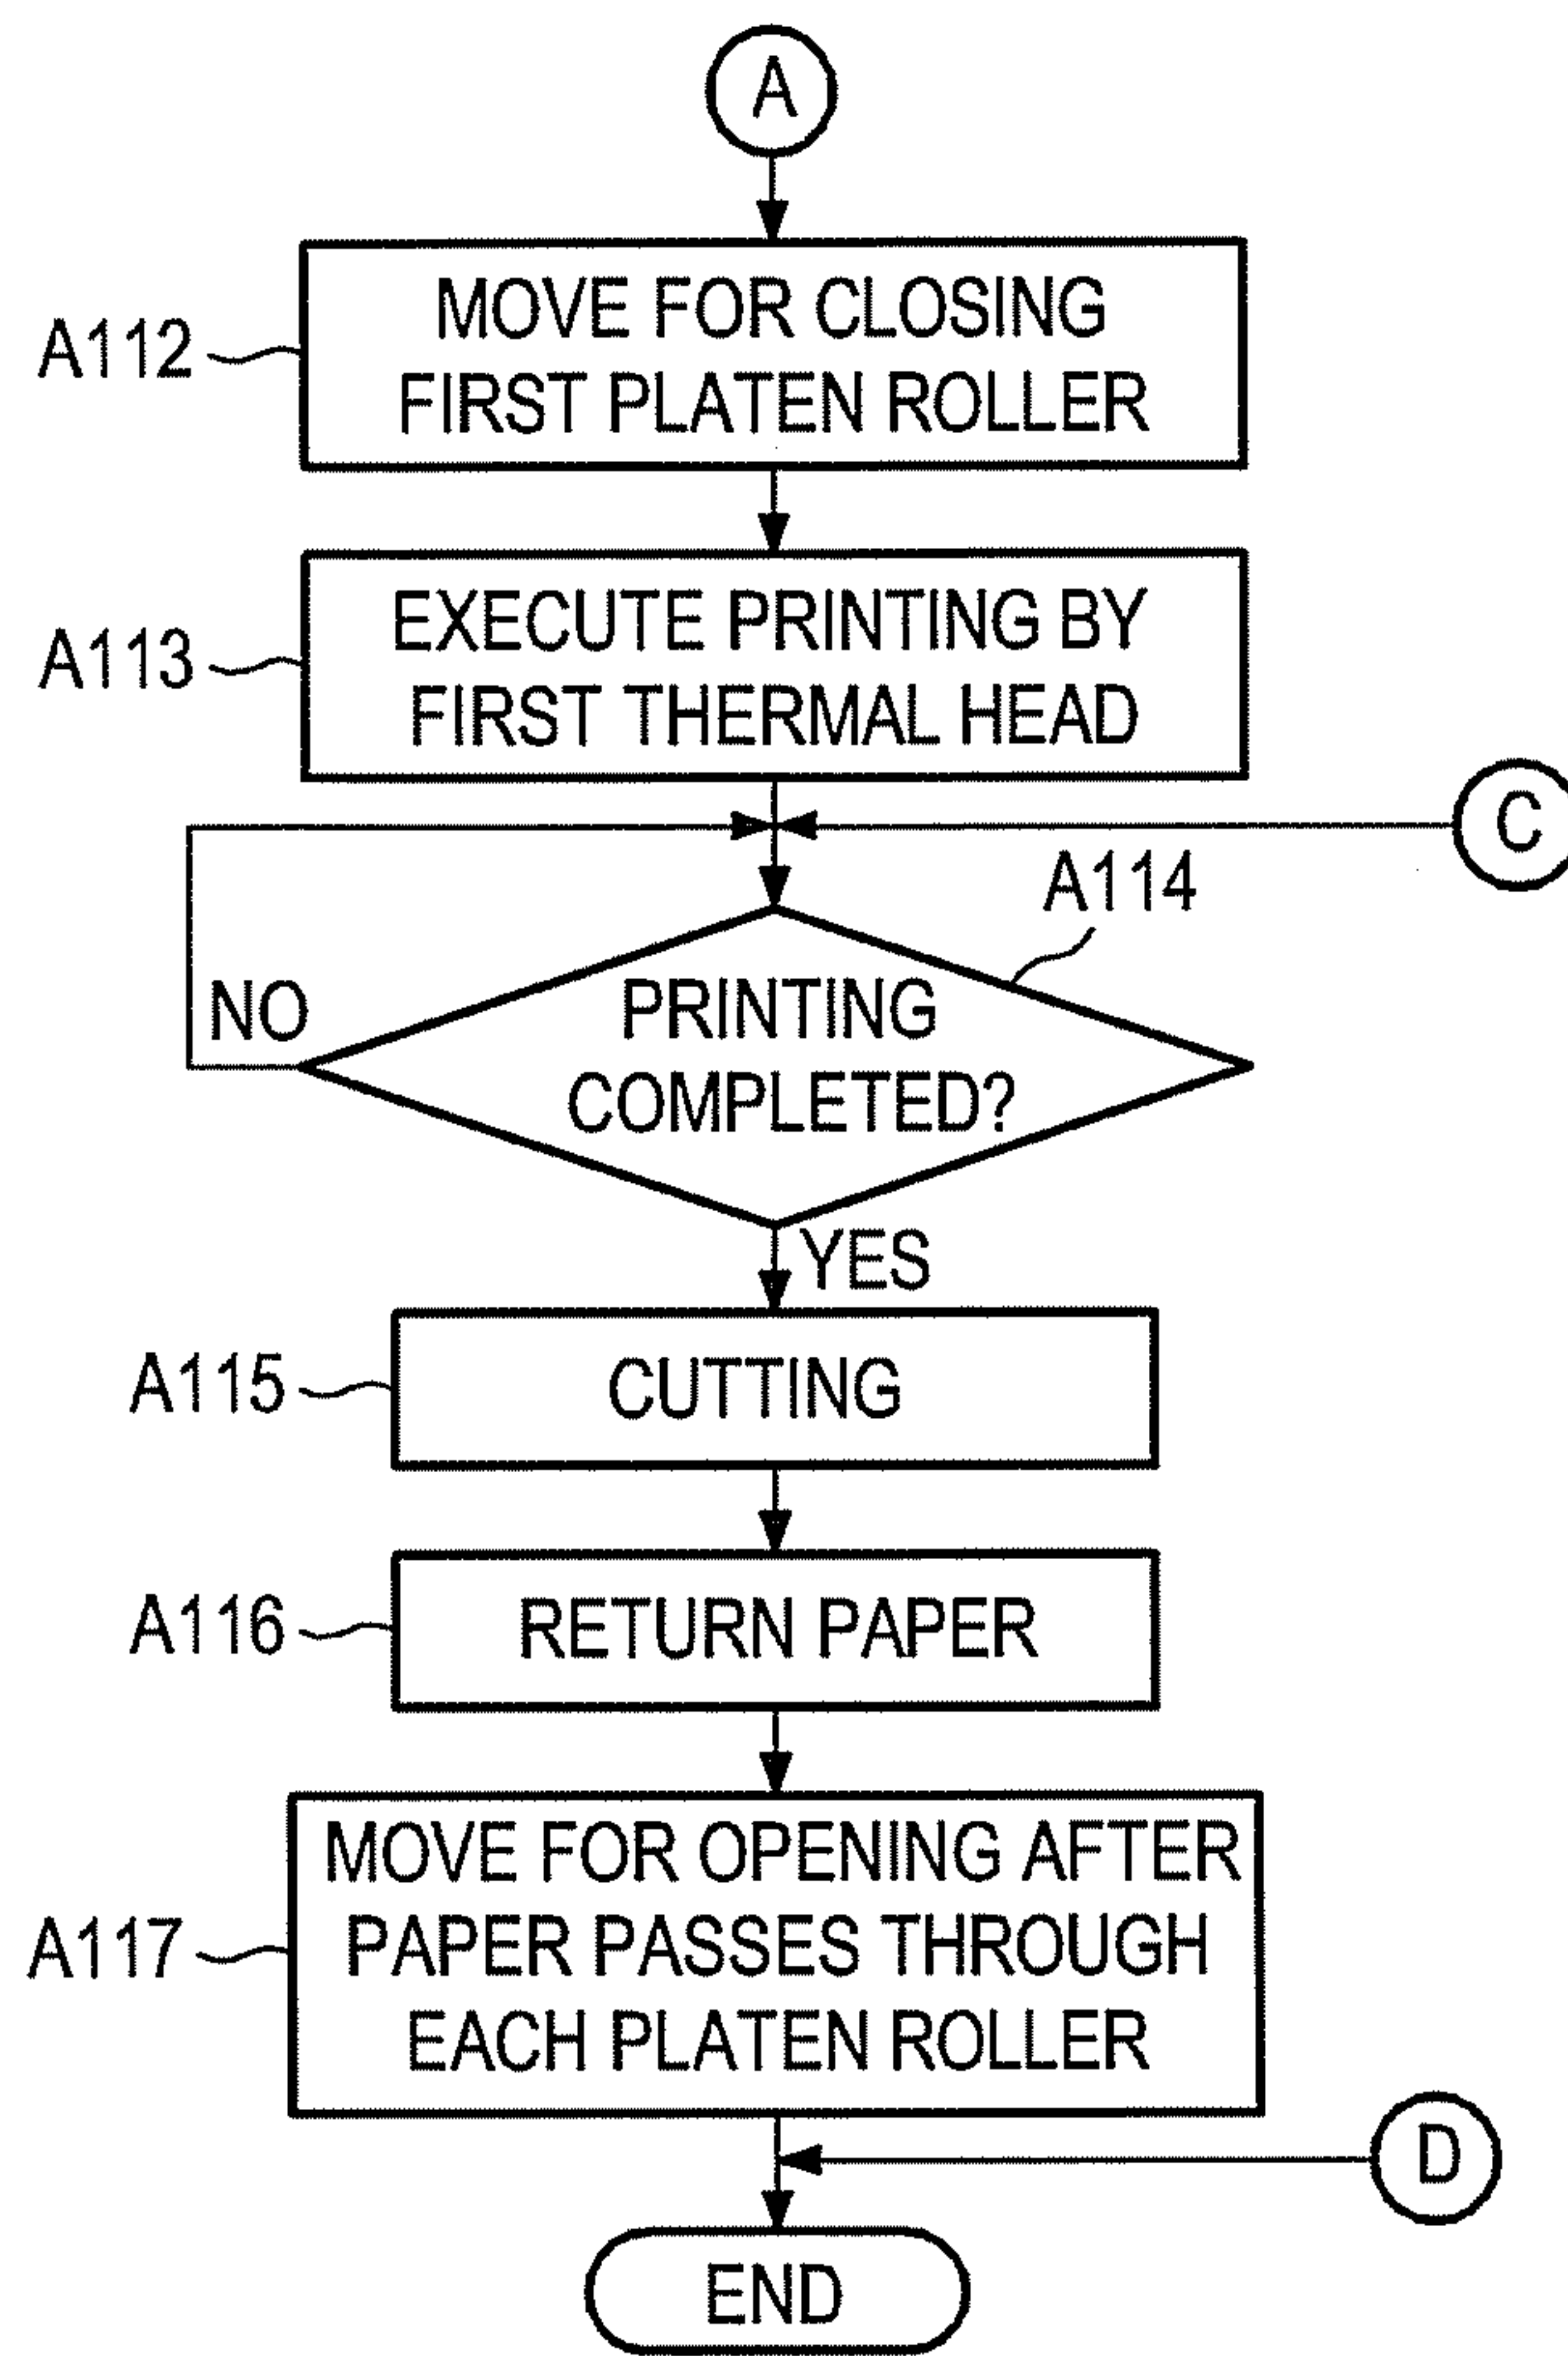 A
A112
MOVE FOR CLOSING
FIRST PLATEN ROLLER
A113
EXECUTE PRINTING BY
FIRST THERMAL HEAD
C
A114
NO
PRINTING
COMPLETED?
YES
A115
CUTTING
A116
RETURN PAPER
A117
MOVE FOR OPENING AFTER
PAPER PASSES THROUGH
EACH PLATEN ROLLER
D
END